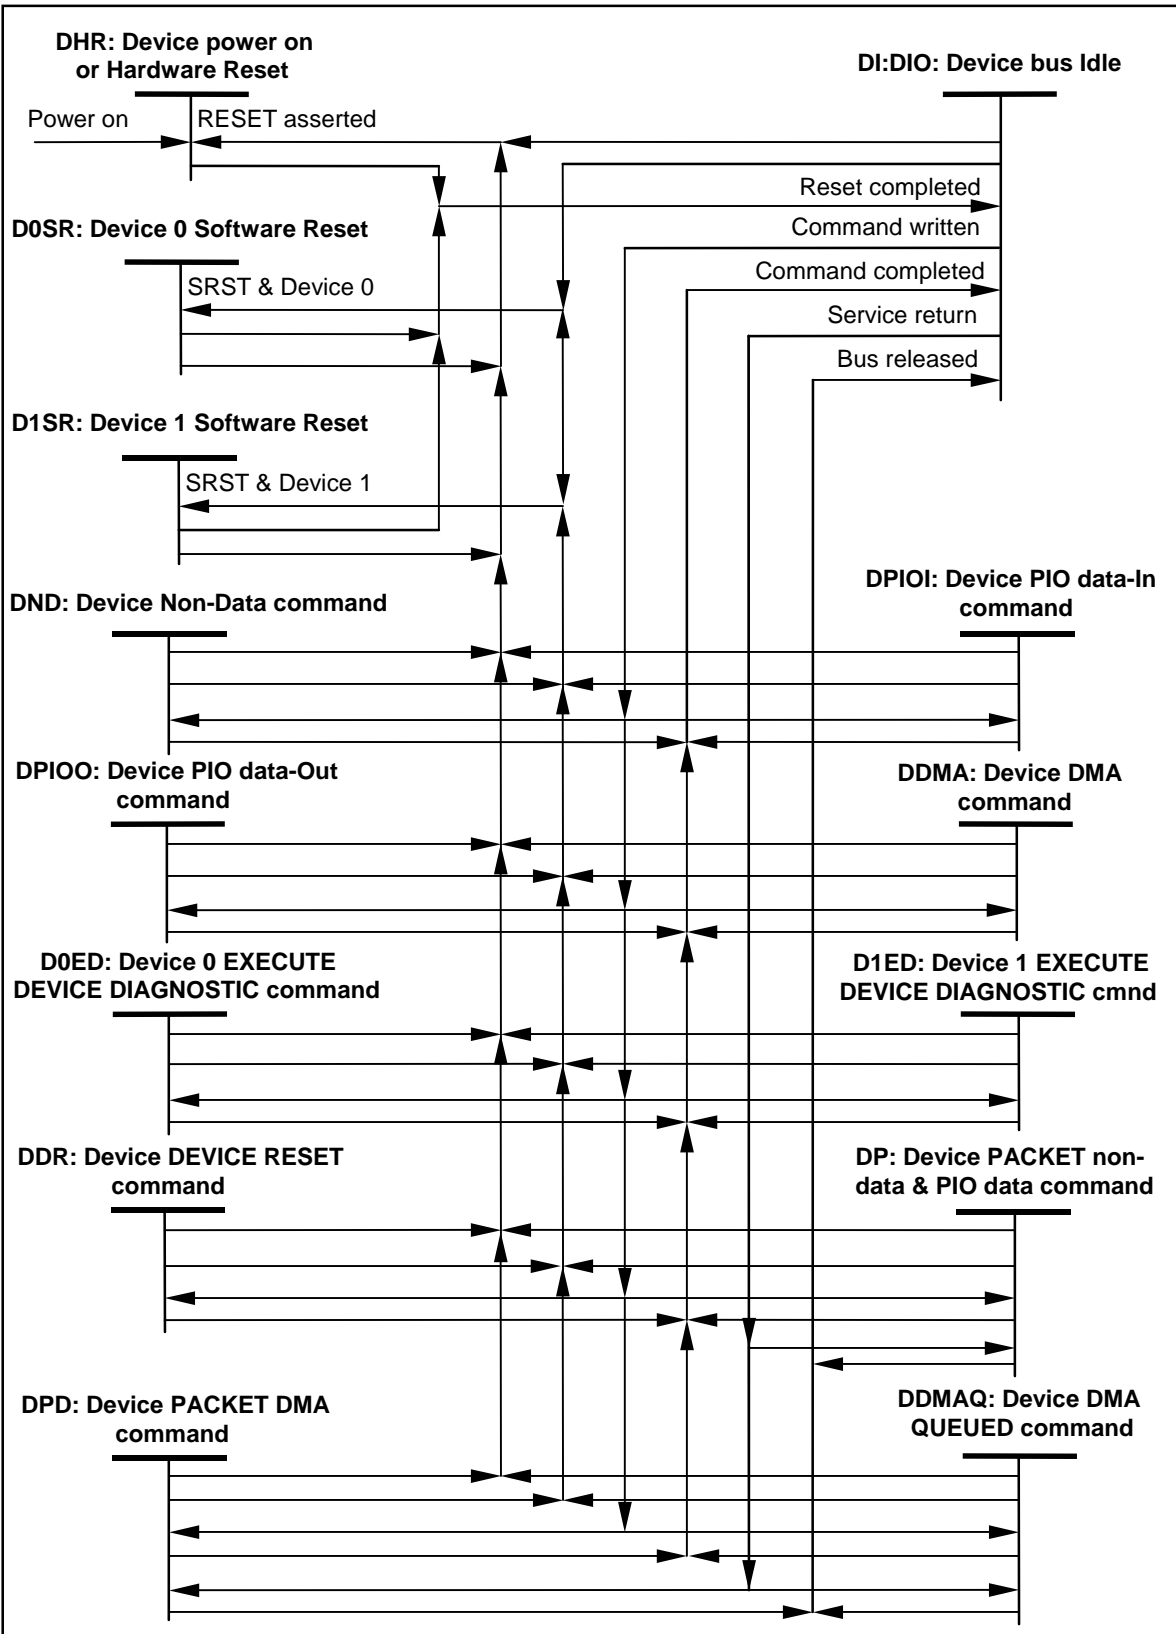 DHR: Device power on
or Hardware Reset
DI:DIO: Device bus Idle
Power on
RESET asserted
Reset completed
D0SR: Device 0 Software Reset
Command written
SRST & Device 0
Command completed
Service return
Bus released
D1SR: Device 1 Software Reset
SRST & Device 1
DND: Device Non-Data command
DPIOI: Device PIO data-In
command
DPIOO: Device PIO data-Out
command
DDMA: Device DMA
command
D0ED: Device 0 EXECUTE
DEVICE DIAGNOSTIC command
D1ED: Device 1 EXECUTE
DEVICE DIAGNOSTIC cmnd
DDR: Device DEVICE RESET
command
DP: Device PACKET non-
data & PIO data command
DPD: Device PACKET DMA
command
DDMAQ: Device DMA
QUEUED command